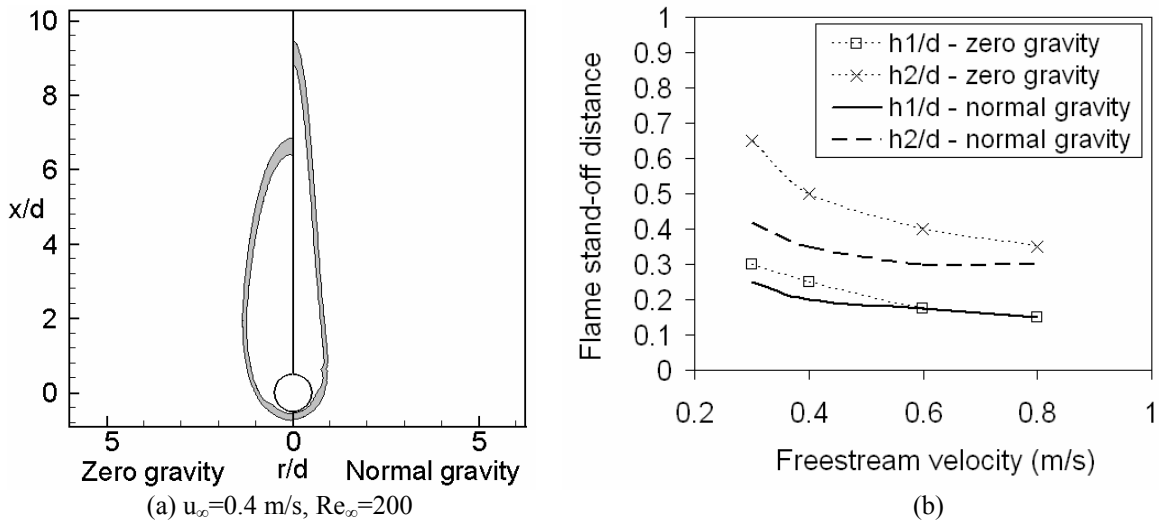 10
8
6
x/d
4
2
0
5
0
5
Zero gravity
r/d
Normal gravity
(a) u∞=0.4 m/s, Re∞=200
1
0.9
0.8
0.7
0.6
0.5
0.4
0.3
0.2
0.1
0
Flame stand-off distance
h1/d - zero gravity
h2/d - zero gravity
h1/d - normal gravity
h2/d - normal gravity
0.2
0.4
0.6
0.8
1
Freestream velocity (m/s)
(b)